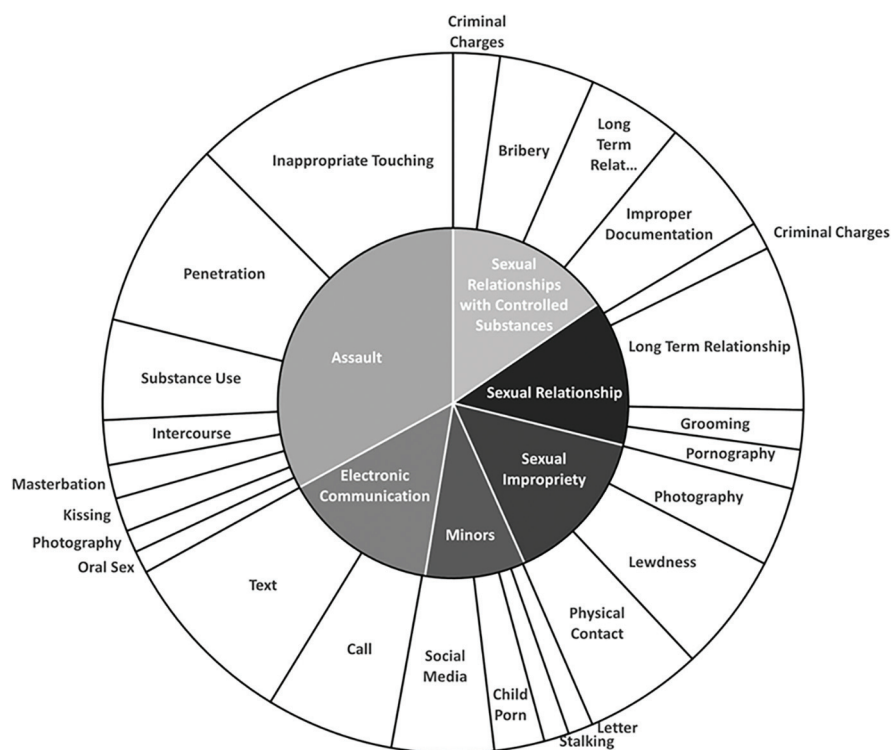 Criminal
Charges
Bribery
Long
Term
Relat...
Improper
Documentation
Criminal Charges
Long Term Relationship
Grooming
Pornography
Photography
Lewdness
Physical
Contact
Letter
Stalking
Child
Porn
Social
Media
Call
Text
Oral Sex
Photography
Kissing
Masterbation
Intercourse
Substance Use
Penetration
Inappropriate Touching
Sexual
Relationships
with Controlled
Substances
Sexual Relationship
Sexual
Impropriety
Minors
Electronic
Communication
Assault